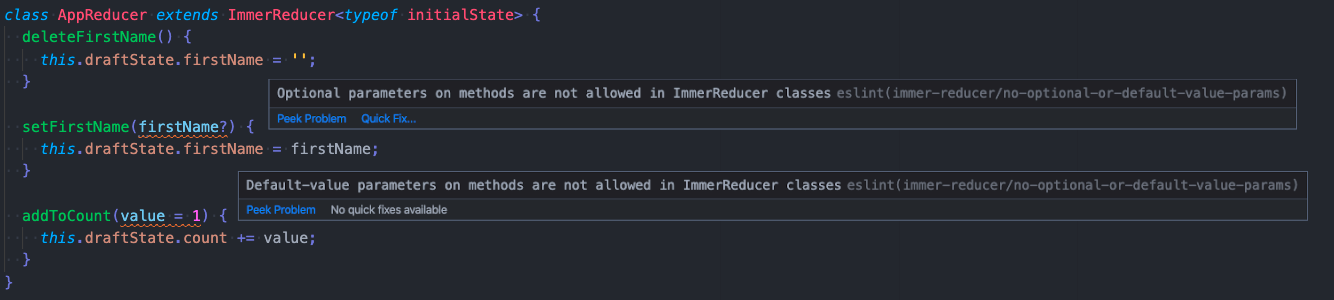 class AppReducer extends ImmerReducer<typeof initialState> {
deleteFirstName() {
this.draftState.firstName = '';
}
Optional parameters on methods are not allowed in ImmerReducer classes eslint(immer-reducer/no-optional-or-default-value-params)
Peek Problem Quick Fix...
setFirstName(firstName?) {
this.draftState.firstName = firstName;
}
Default-value parameters on methods are not allowed in ImmerReducer classes eslint(immer-reducer/no-optional-or-default-value-params)
Peek Problem No quick fixes available
addToCount(value = 1) {
this.draftState.count += value;
}
}